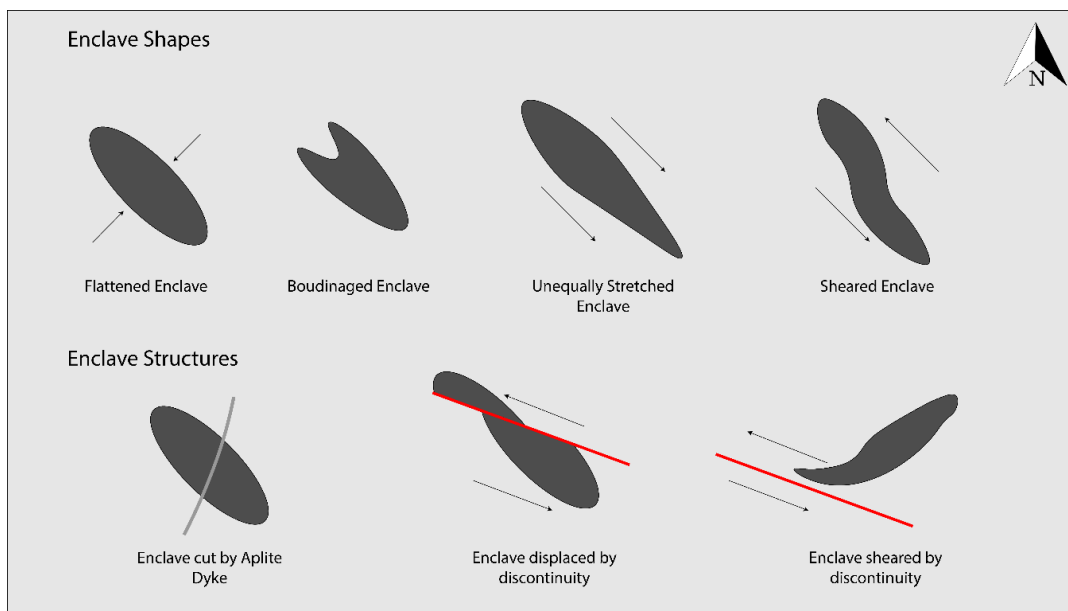 Enclave Shapes
N
Flattened Enclave
Boudinaged Enclave
Unequally Stretched
Enclave
Sheared Enclave
Enclave Structures
Enclave cut by Aplite
Dyke
Enclave displaced by
discontinuity
Enclave sheared by
discontinuity